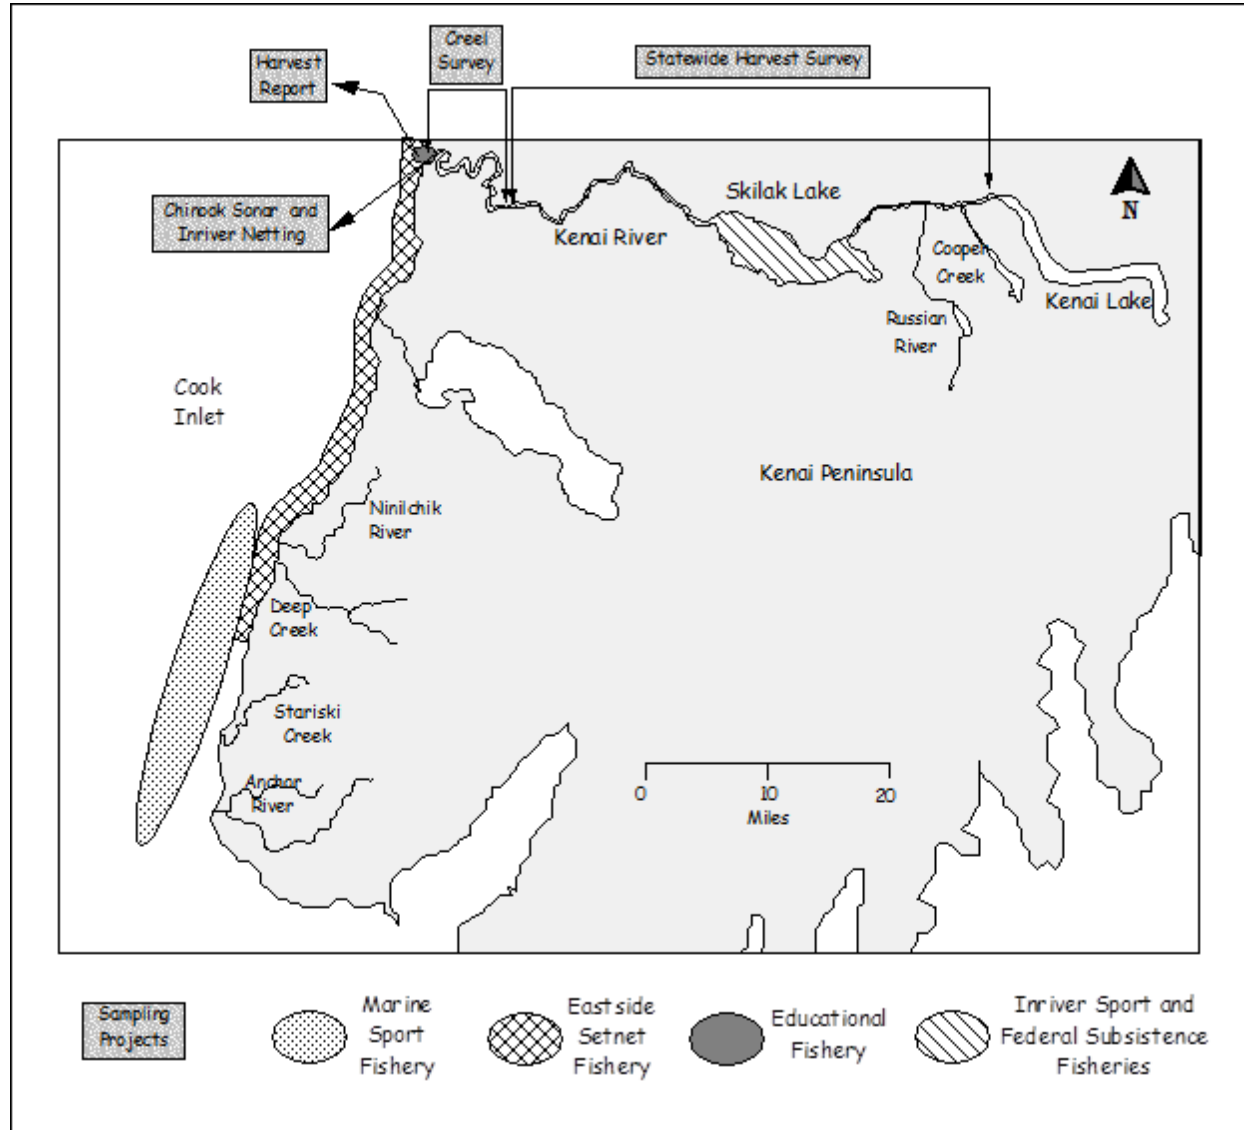 Creel
Survey
Harvest
Report
Statewide Harvest Survey
Chinook Sonar and
Inriver Netting
Skilak Lake
N
Kenai River
Cooper
Creek
Kenai Lake
Russian
River
Cook
Inlet
Kenai Peninsula
Ninilchik
River
Deep
Creek
Stariski
Creek
Anchor
River
0 10 20
Miles
Sampling
Projects
Marine
Sport
Fishery
Eastside
Setnet
Fishery
Educational
Fishery
Inriver Sport and
Federal Subsistence
Fisheries